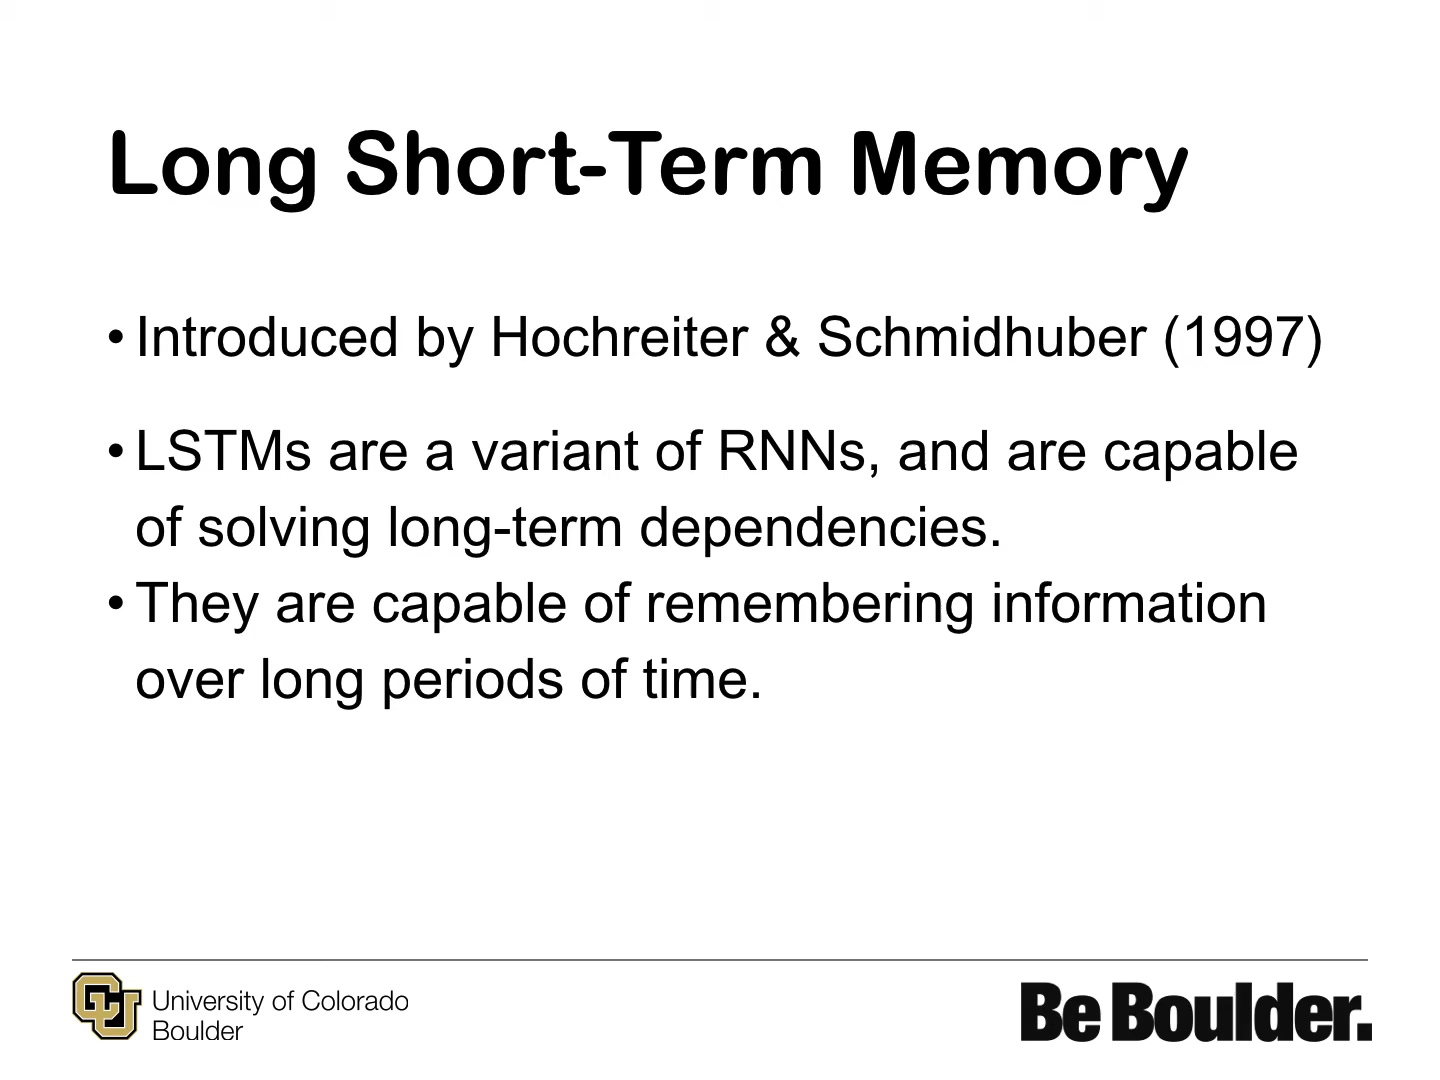 Long Short-Term Memory
• Introduced by Hochreiter & Schmidhuber (1997)
• LSTMs are a variant of RNNs, and are capable
of solving long-term dependencies.
• They are capable of remembering information
over long periods of time.
CU University of Colorado
Boulder
Be Boulder.